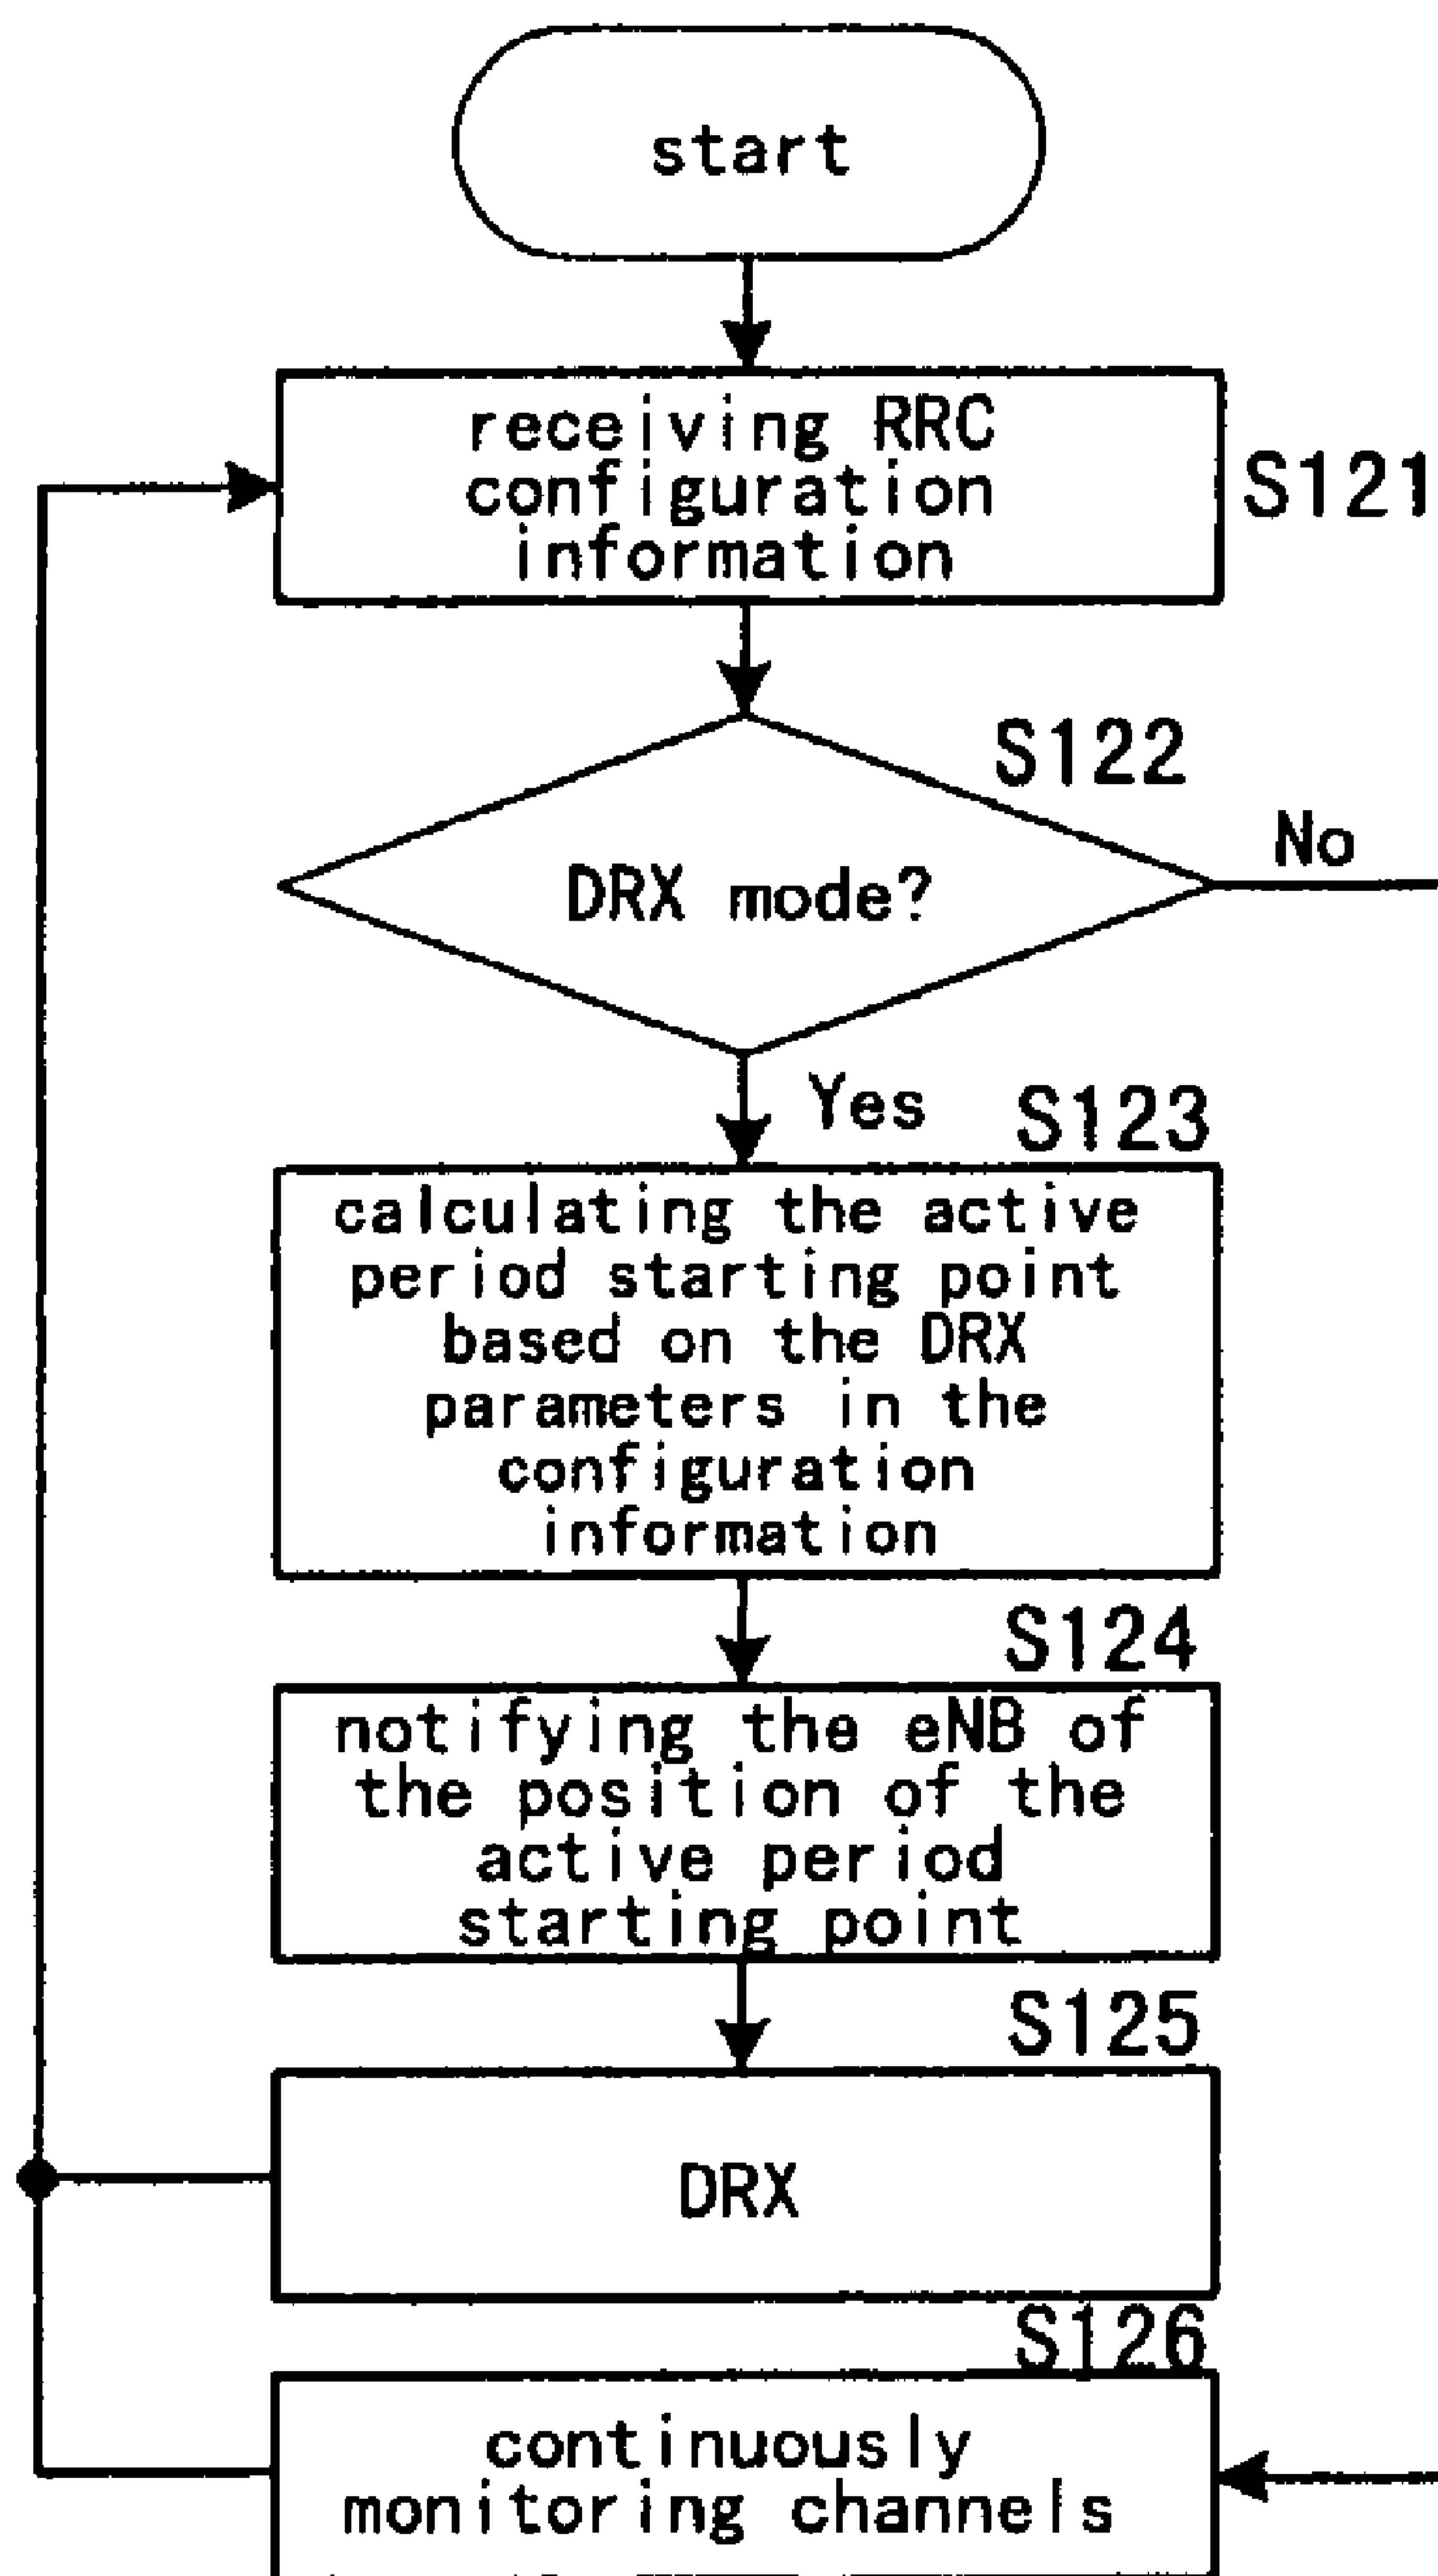 start
receiving RRC
configuration
information
S121
S122
DRX mode?
No
Yes
S123
calculating the active
period starting point
based on the DRX
parameters in the
configuration
information
S124
notifying the eNB of
the position of the
active period
starting point
S125
DRX
S126
continuously
monitoring channels